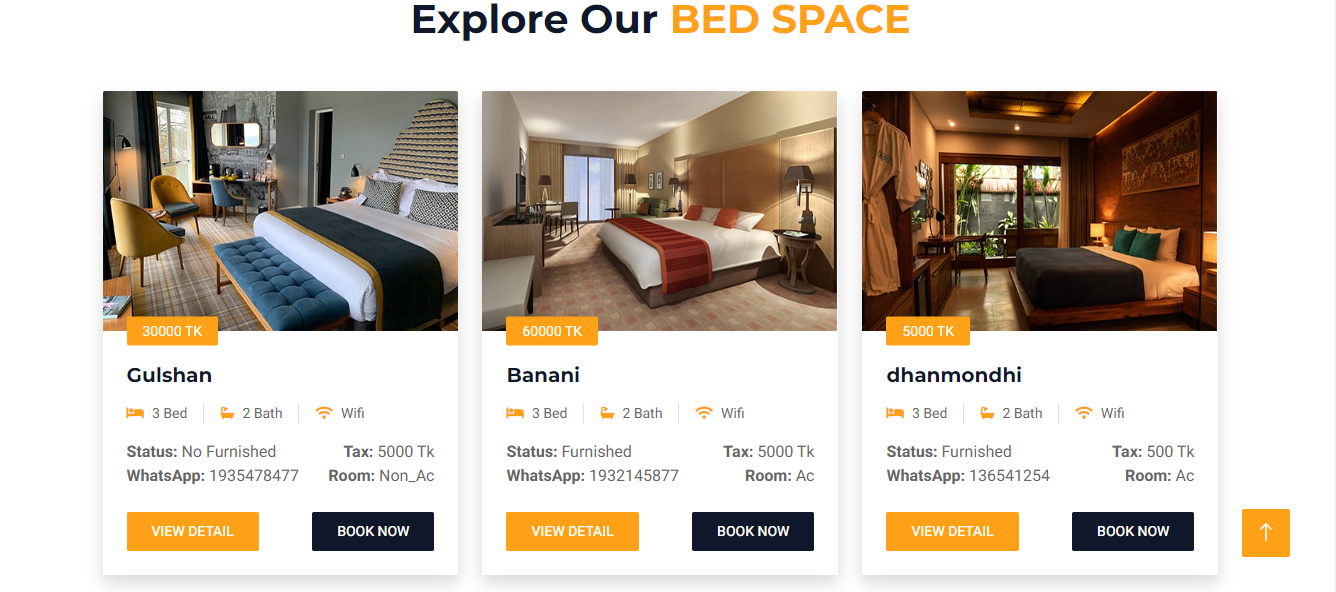 Explore Our BED SPACE
30000 TK
Gulshan
3 Bed 2 Bath Wifi
Status: No Furnished Tax: 5000 Tk
WhatsApp: 1935478477 Room: Non_Ac
VIEW DETAIL BOOK NOW
60000 TK
Banani
3 Bed 2 Bath Wifi
Status: Furnished Tax: 5000 Tk
WhatsApp: 1932145877 Room: Ac
VIEW DETAIL BOOK NOW
5000 TK
dhanmondhi
3 Bed 2 Bath Wifi
Status: Furnished Tax: 500 Tk
WhatsApp: 136541254 Room: Ac
VIEW DETAIL BOOK NOW